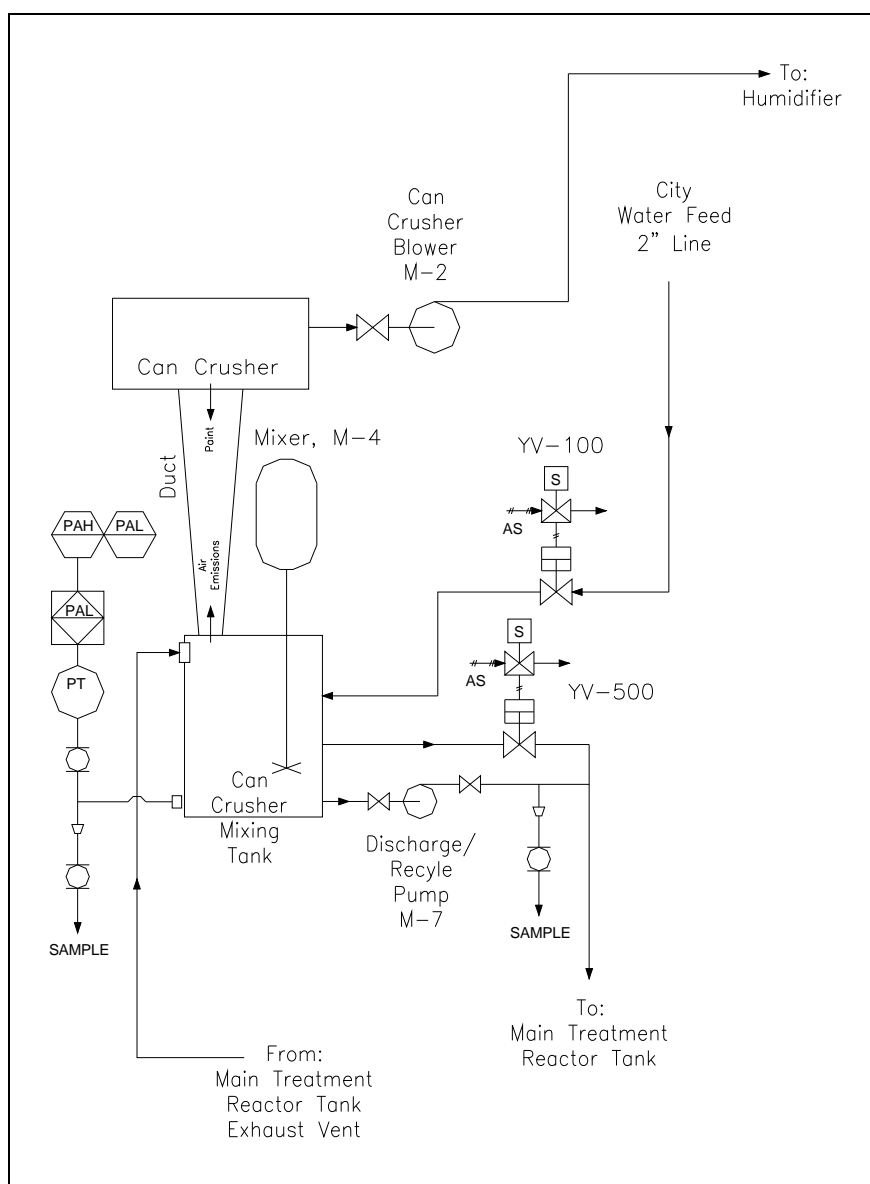 To:
Humidifier
City
Water Feed
2" Line
Can
Crusher
Blower
M-2
Can Crusher
Paint
Duct
Mixer, M-4
YV-100
S
AS
PAH
PAL
Air
Emissions
PAL
S
AS
YV-500
PT
Can
Crusher
Mixing
Tank
Discharge/
Recyle
Pump
M-7
SAMPLE
SAMPLE
To:
Main Treatment
Reactor Tank
From:
Main Treatment
Reactor Tank
Exhaust Vent